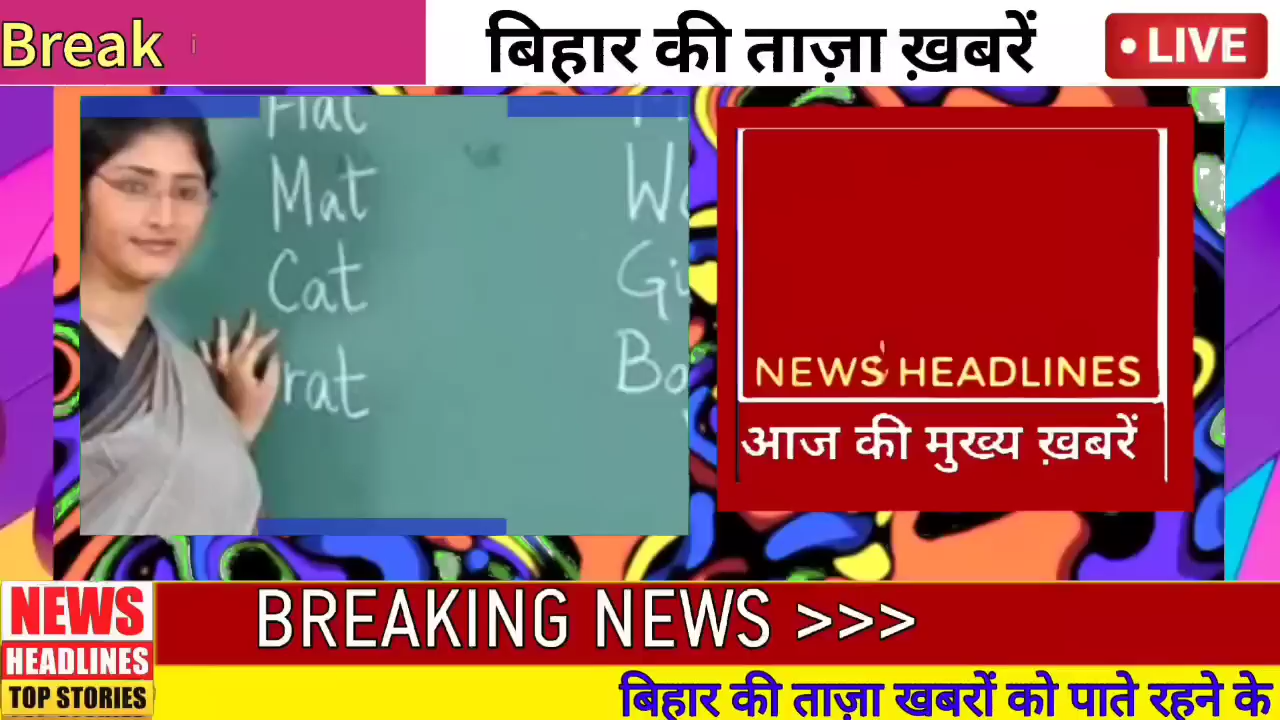 Break
बिहार की ताज़ा ख़बरें
• LIVE
Mat
Cat
rat
NEWS HEADLINES
आज की मुख्य ख़बरें
NEWS
HEADLINES
TOP STORIES
BREAKING NEWS >>>
बिहार की ताज़ा खबरों को पाते रहने के